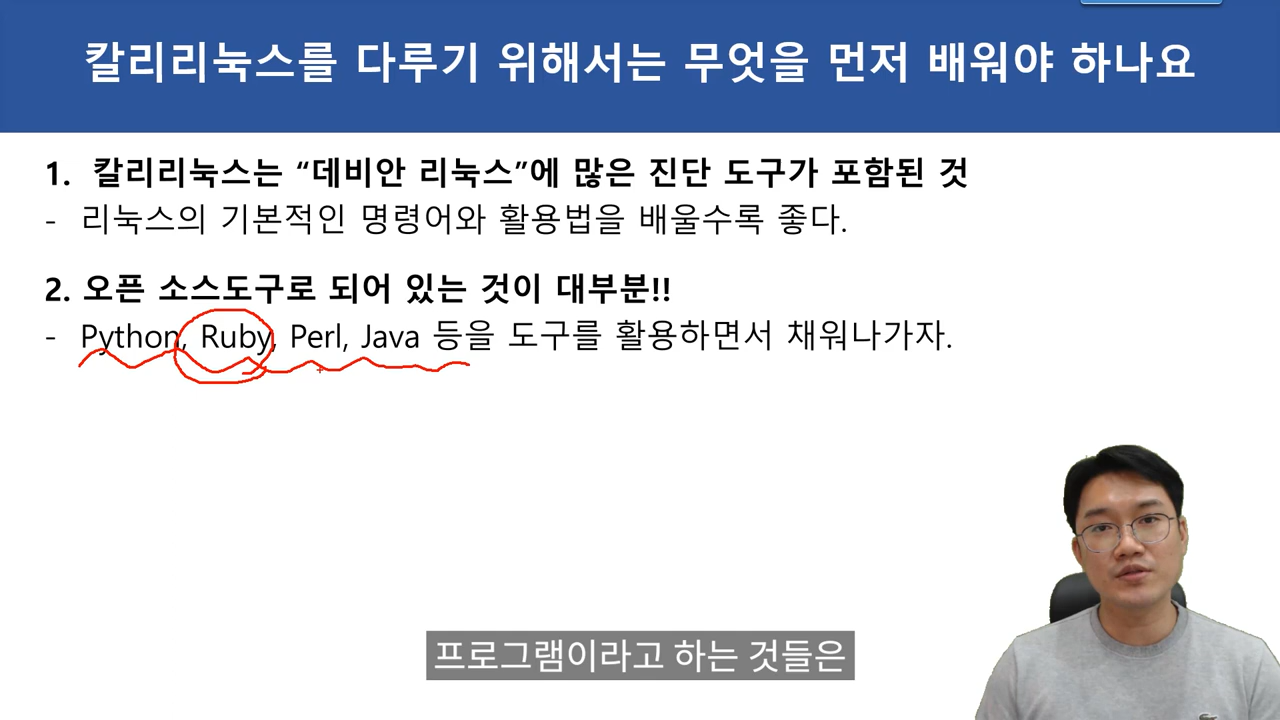 칼리리눅스를 다루기 위해서는 무엇을 먼저 배워야 하나요
1. 칼리리눅스는 “데비안 리눅스”에 많은 진단 도구가 포함된 것
- 리눅스의 기본적인 명령어와 활용법을 배울수록 좋다.
2. 오픈 소스도구로 되어 있는 것이 대부분!!
- Python, Ruby, Perl, Java 등을 도구를 활용하면서 채워나가자.
프로그램이라고 하는 것들은